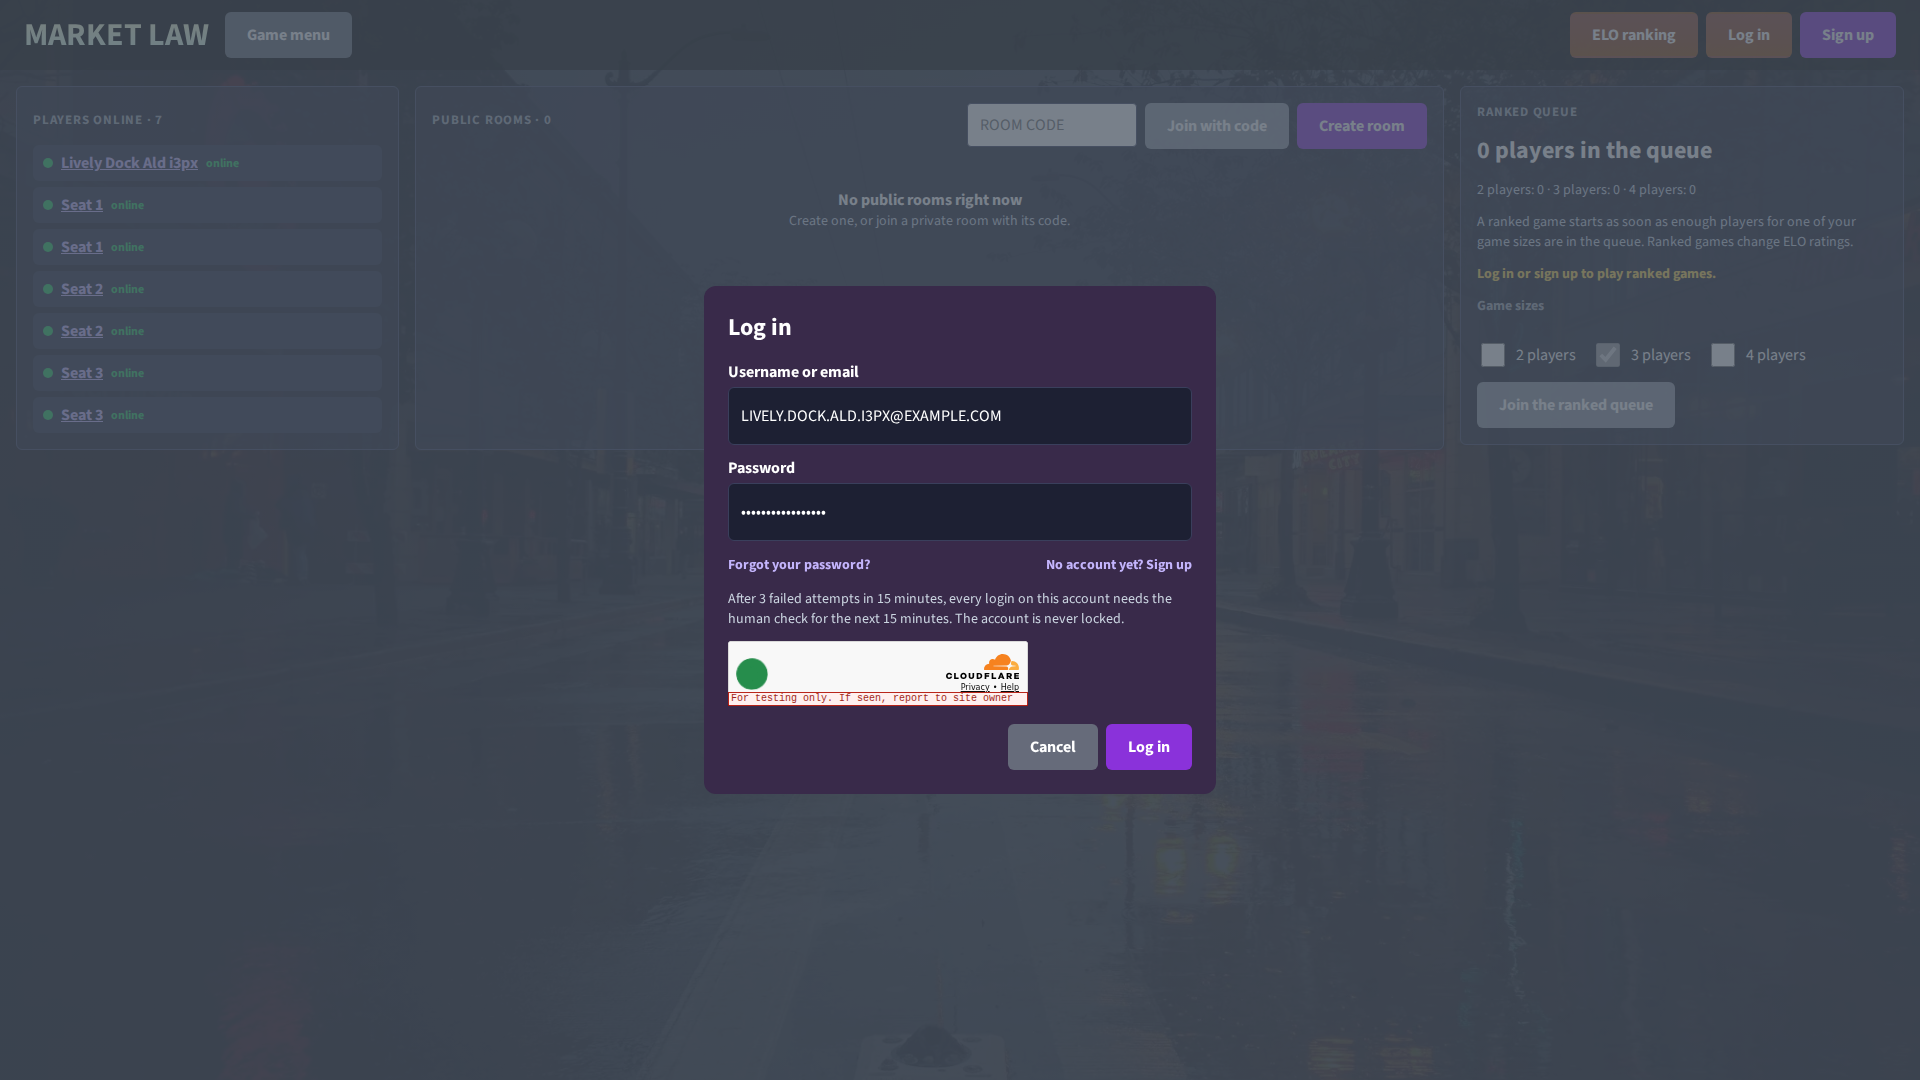 MARKET LAW
Game menu
ELO ranking
Log in
Sign up
PLAYERS ONLINE · 7
Lively Dock Ald i3px online
Seat 1 online
Seat 1 online
Seat 2 online
Seat 2 online
Seat 3 online
Seat 3 online
PUBLIC ROOMS · 0
ROOM CODE
Join with code
Create room
No public rooms right now
Create one, or join a private room with its code.
RANKED QUEUE
0 players in the queue
2 players: 0 · 3 players: 0 · 4 players: 0
A ranked game starts as soon as enough players for one of your
game sizes are in the queue. Ranked games change ELO ratings.
Log in or sign up to play ranked games.
Game sizes
2 players
3 players
4 players
Join the ranked queue
Log in
Username or email
LIVELY.DOCK.ALD.I3PX@EXAMPLE.COM
Password
•••••••••••••••••
Forgot your password?
No account yet? Sign up
After 3 failed attempts in 15 minutes, every login on this account needs the
human check for the next 15 minutes. The account is never locked.
CLOUDFLARE
Privacy • Help
For testing only. If seen, report to site owner
Cancel
Log in